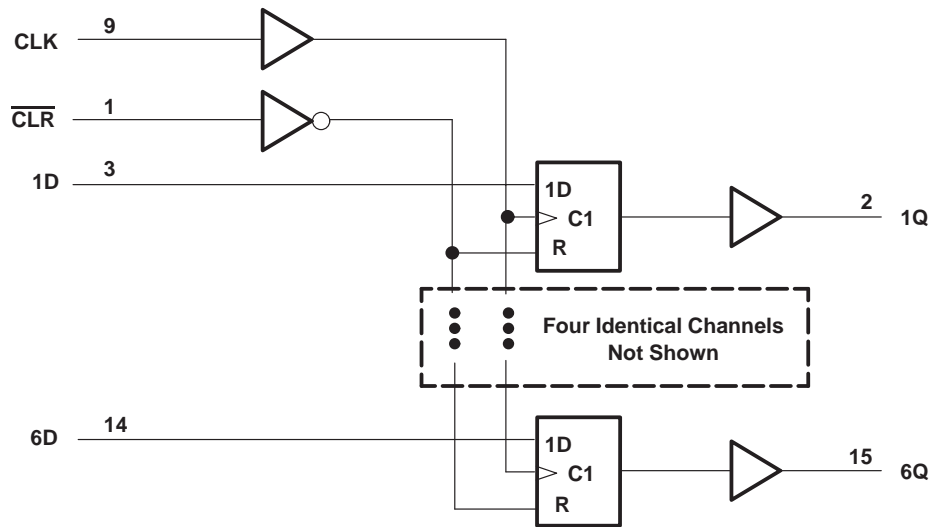 CLK 9
CLR 1
1D 3
1D
C1
R
2 1Q
Four Identical Channels
Not Shown
6D 14
1D
C1
R
15 6Q